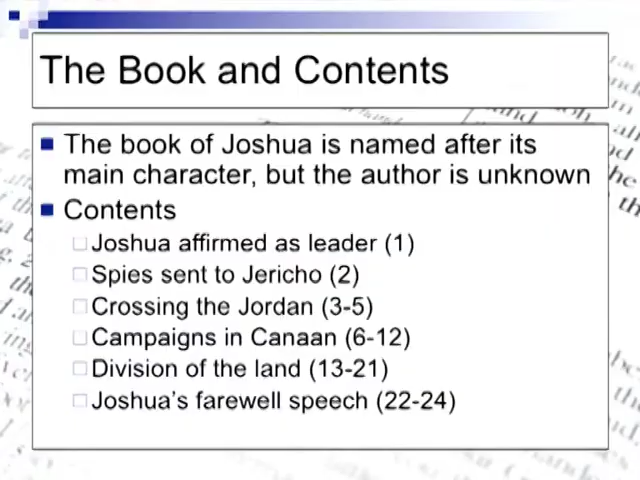 The Book and Contents
The book of Joshua is named after its
main character, but the author is unknown
Contents
Joshua affirmed as leader (1)
Spies sent to Jericho (2)
Crossing the Jordan (3-5)
Campaigns in Canaan (6-12)
Division of the land (13-21)
Joshua's farewell speech (22-24)